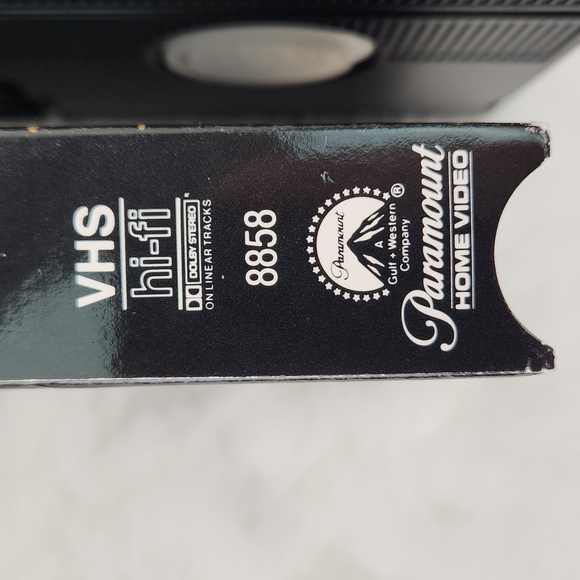 VHS
hi-fi
DOLBY STEREO
ON LINEAR TRACKS
8858
Paramount
A
Gulf + Western
Company
®
Paramount
HOME VIDEO